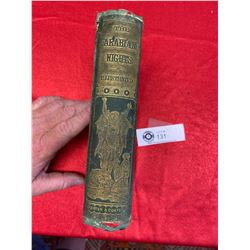 THE
ARABIAN
NIGHTS
ILLUSTRATED
131